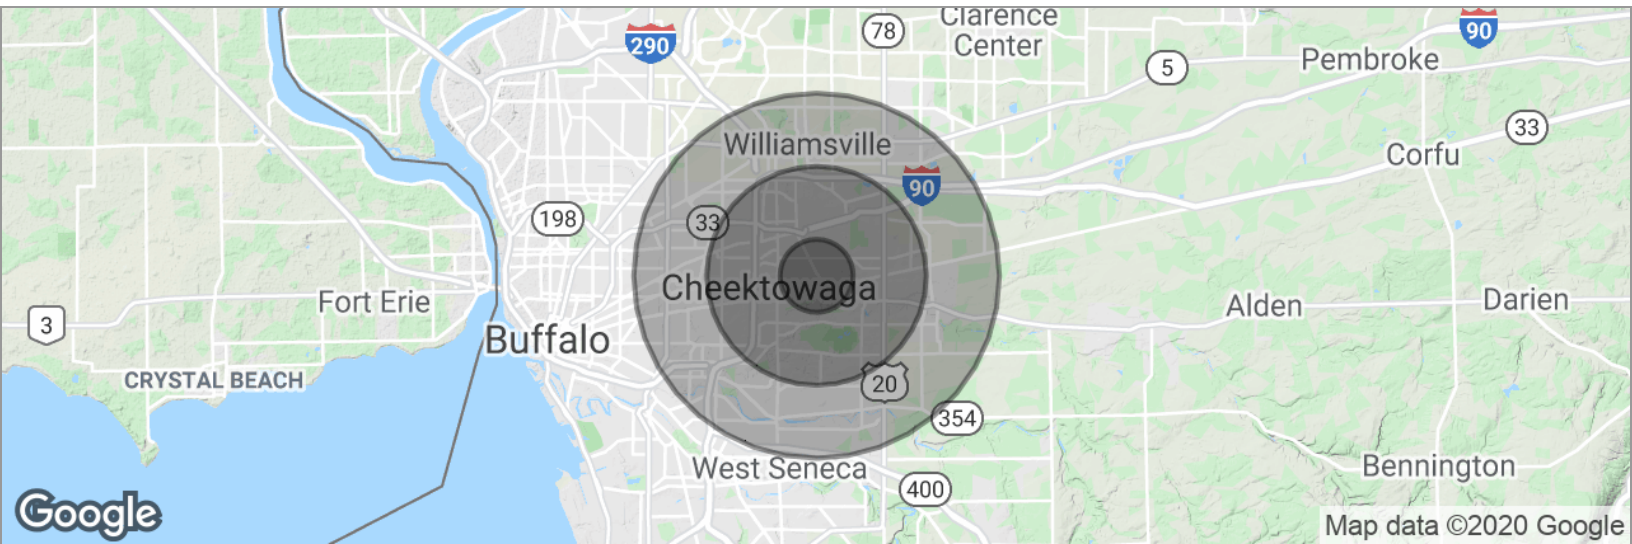 Clarence
Center
290
78
90
5
Pembroke
33
Williamsville
Corfu
90
198
33
Cheektowaga
Fort Erie
Alden
Darien
3
Buffalo
CRYSTAL BEACH
20
354
West Seneca
Bennington
400
Google
Map data ©2020 Google